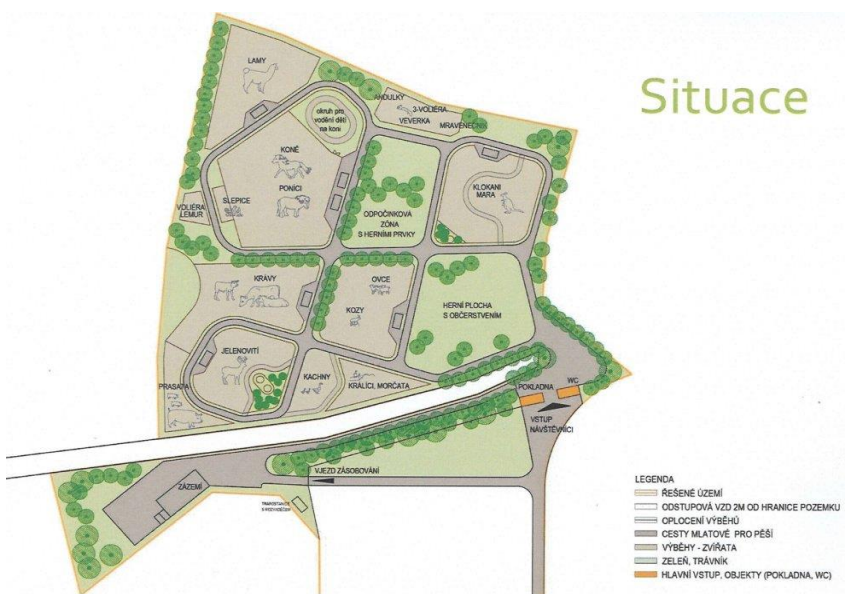 Situace
LAMY
3-VOLIÉRA
VEVERKA
MRAVENEČNÍK
okruh pro
vodění dětí
na koni
KONĚ
PONÍCI
SLEPICE
VOLIÉRA
LEMUR
KLOKANI
MARA
ODPOČINKOVÁ
ZÓNA
S HERNÍMI PRVKY
KRÁVY
OVCE
KOZY
HERNÍ PLOCHA
S OBČERSTVENÍM
JELENOVITÍ
PRASATA
KACHNY
KRÁLÍCI, MORČATA
POKLADNA
WC
VSTUP
NÁVŠTĚVNÍCI
VJEZD ZÁSOBOVÁNÍ
ZÁZEMÍ
LEGENDA
ŘEŠENÉ ÚZEMÍ
ODSTUPOVÁ VZD 2M OD HRANICE POZEMKU
OPLOCENÍ VÝBĚHŮ
CESTY MLATOVÉ PRO PĚŠÍ
VÝBĚHY - ZVÍŘATA
ZELEŇ, TRÁVNÍK
HLAVNÍ VSTUP, OBJEKTY (POKLADNA, WC)